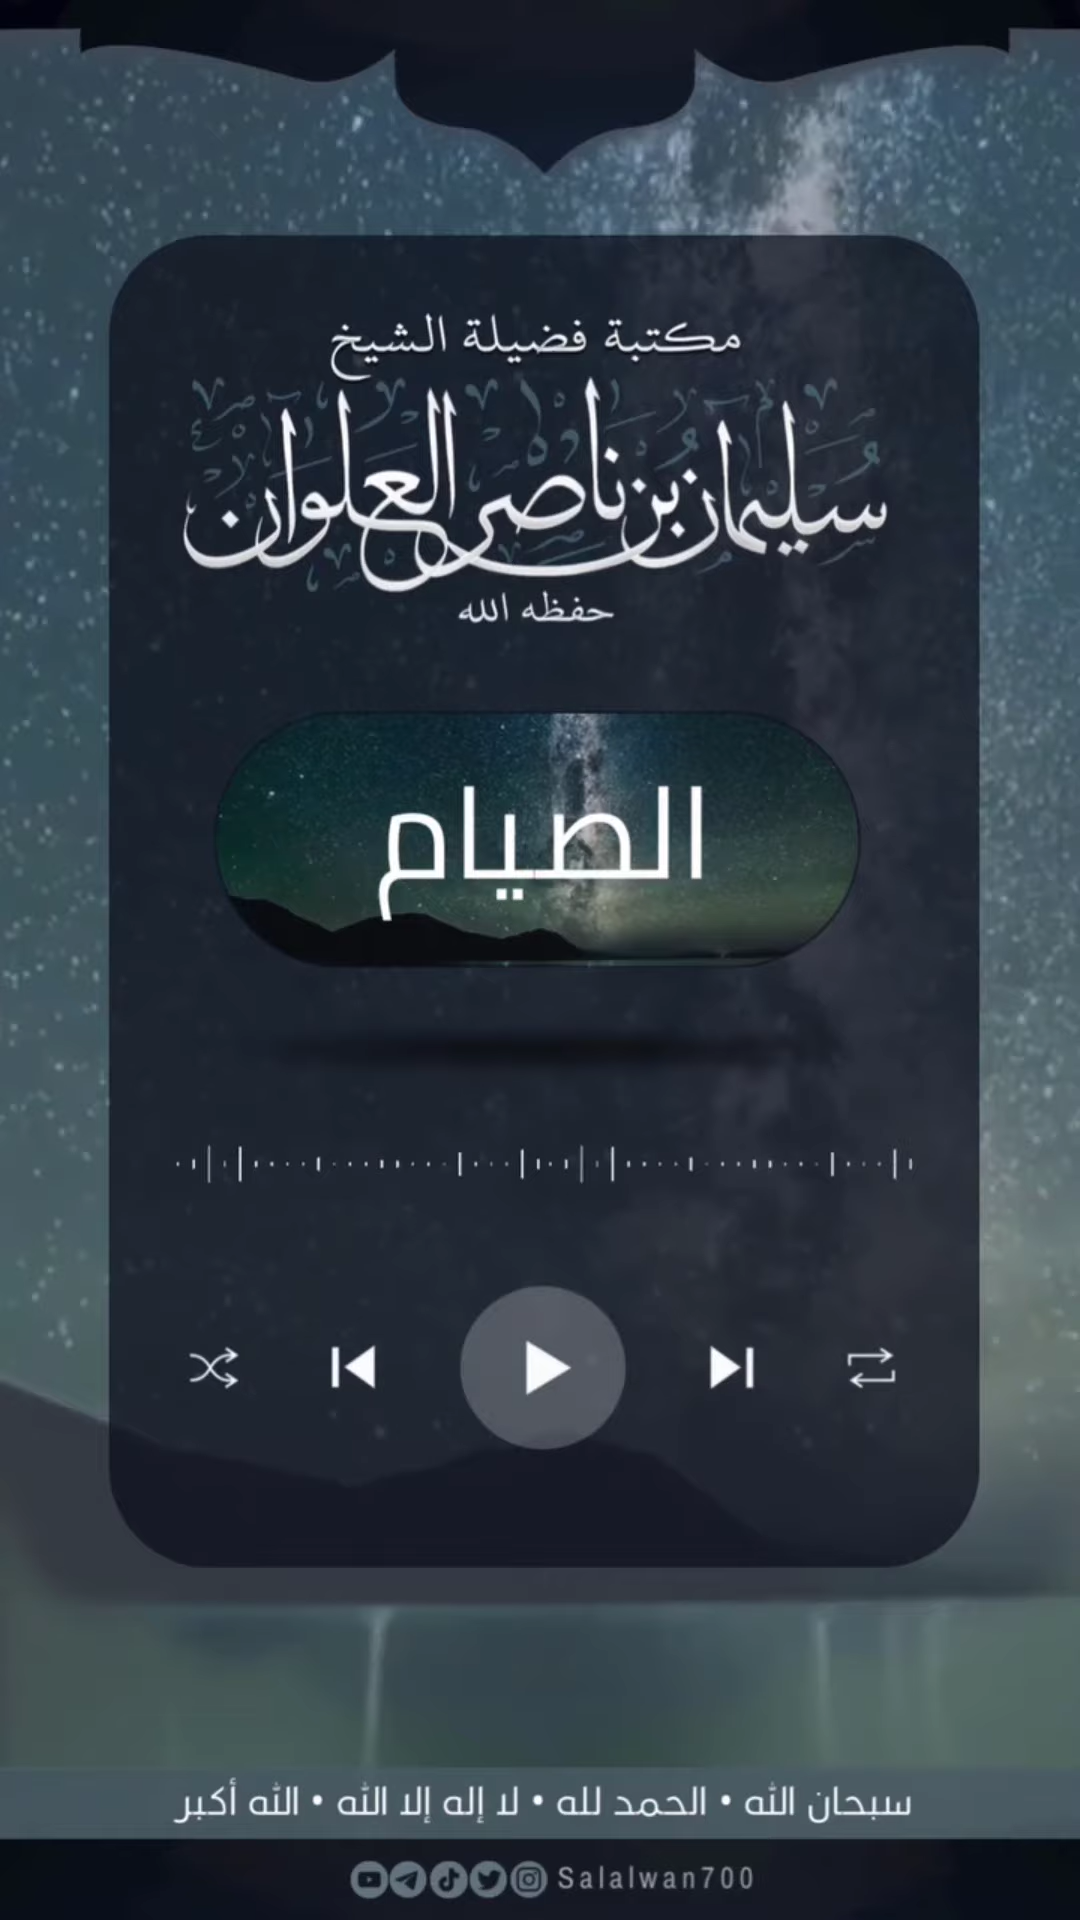 مكتبة فضيلة الشيخ
سليمان بن ناصر العلوان
حفظه الله
الصيام
سبحان الله • الحمد لله • لا إله إلا الله • الله أكبر
Salalwan700